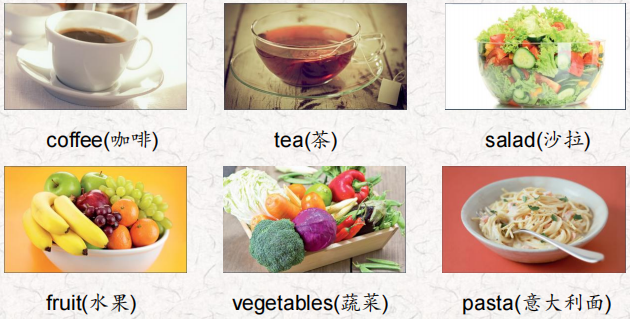 coffee(咖啡)
tea(茶)
salad(沙拉)
fruit(水果)
vegetables(蔬菜)
pasta(意大利面)